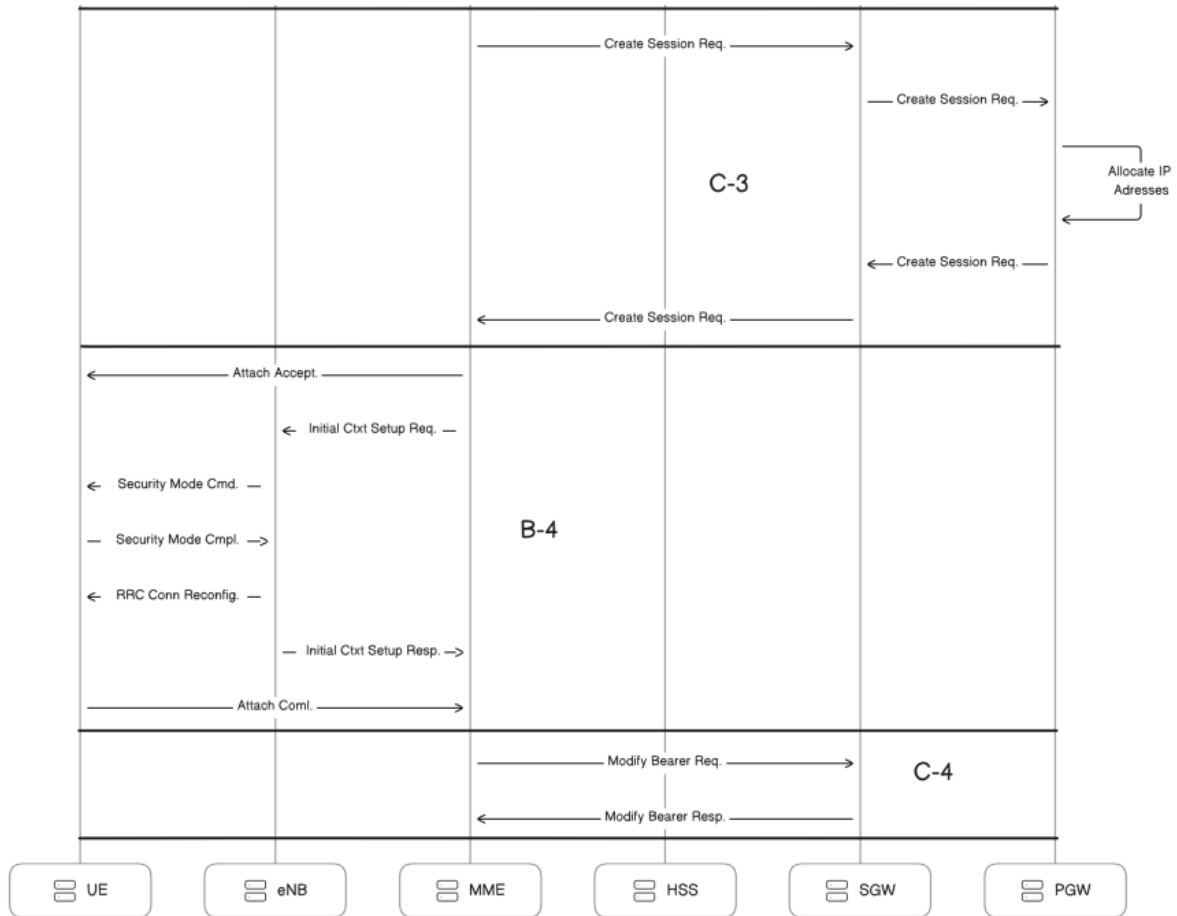 Create Session Req.
Create Session Req.
Allocate IP
Adresses
C-3
Create Session Req.
Create Session Req.
Attach Accept.
Initial Ctxt Setup Req.
Security Mode Cmd.
B-4
Security Mode Cmpl.
RRC Conn Reconfig.
Initial Ctxt Setup Resp.
Attach Coml.
Modify Bearer Req.
C-4
Modify Bearer Resp.
UE
eNB
MME
HSS
SGW
PGW